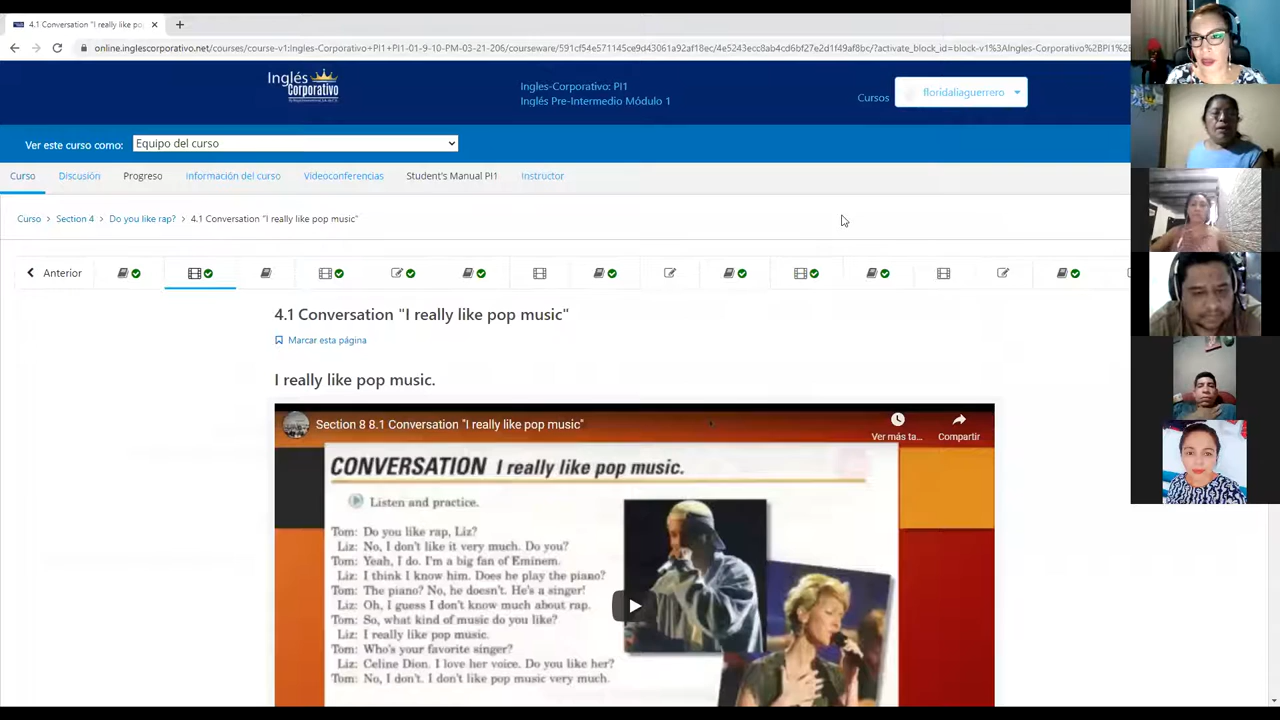 4.1 Conversation "I really like po
online.inglescorporativo.net/courses/course-v1:Ingles-Corporativo+PI1+PI1-01-9-10-PM-03-21-206/courseware/591cf54e571145ce9d43061a92af18ec/4e5243ecc8ab4cd6bf27e2d1f49af8bc/?activate_block_id=block-v1%3AIngles-Corporativo%2BPI1%2B
Inglés
Corporativo
Ingles-Corporativo: PI1
Inglés Pre-Intermedio Módulo 1
Cursos
floridaliaguerrero
Ver este curso como:
Equipo del curso
Curso
Discusión
Progreso
Información del curso
Videoconferencias
Student's Manual PI1
Instructor
Curso > Section 4 > Do you like rap? > 4.1 Conversation "I really like pop music"
Anterior
4.1 Conversation "I really like pop music"
Marcar esta página
I really like pop music.
Section 8 8.1 Conversation "I really like pop music"
Ver más ta...
Compartir
CONVERSATION I really like pop music.
Listen and practice.
Tom: Do you like rap, Liz?
Liz: No, I don't like it very much. Do you?
Tom: Yeah, I do. I'm a big fan of Eminem.
Liz: I think I know him. Does he play the piano?
Tom: The piano? No, he doesn't. He's a singer!
Liz: Oh, I guess I don't know much about rap.
Tom: So, what kind of music do you like?
Liz: I really like pop music.
Tom: Who's your favorite singer?
Liz: Celine Dion. I love her voice. Do you like her?
Tom: No, I don't. I don't like pop music very much.